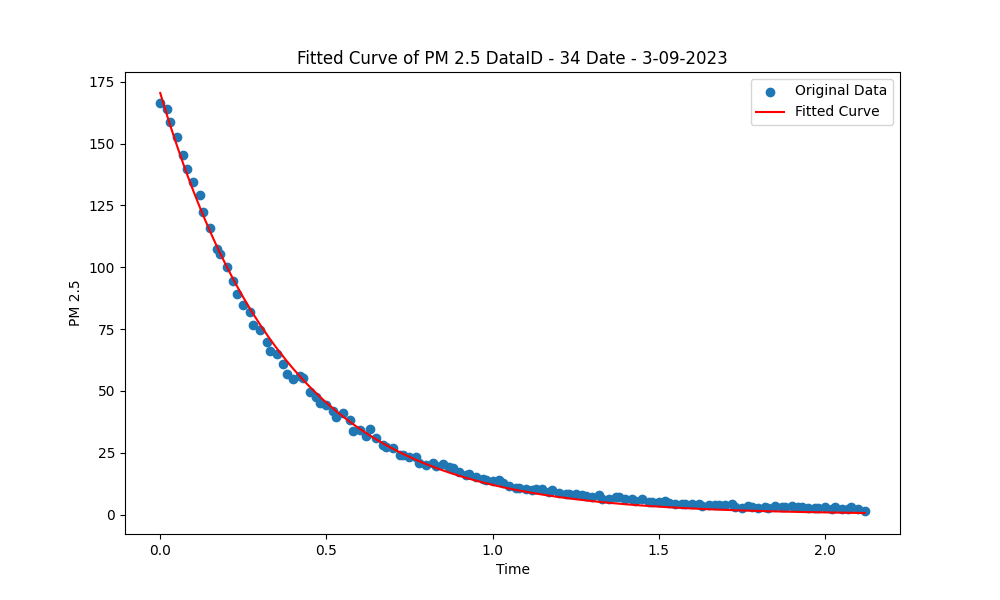 Fitted Curve of PM 2.5 DataID - 34 Date - 3-09-2023
Original Data
Fitted Curve
175
150
125
100
75
50
25
0
PM 2.5
0.0
0.5
1.0
1.5
2.0
Time